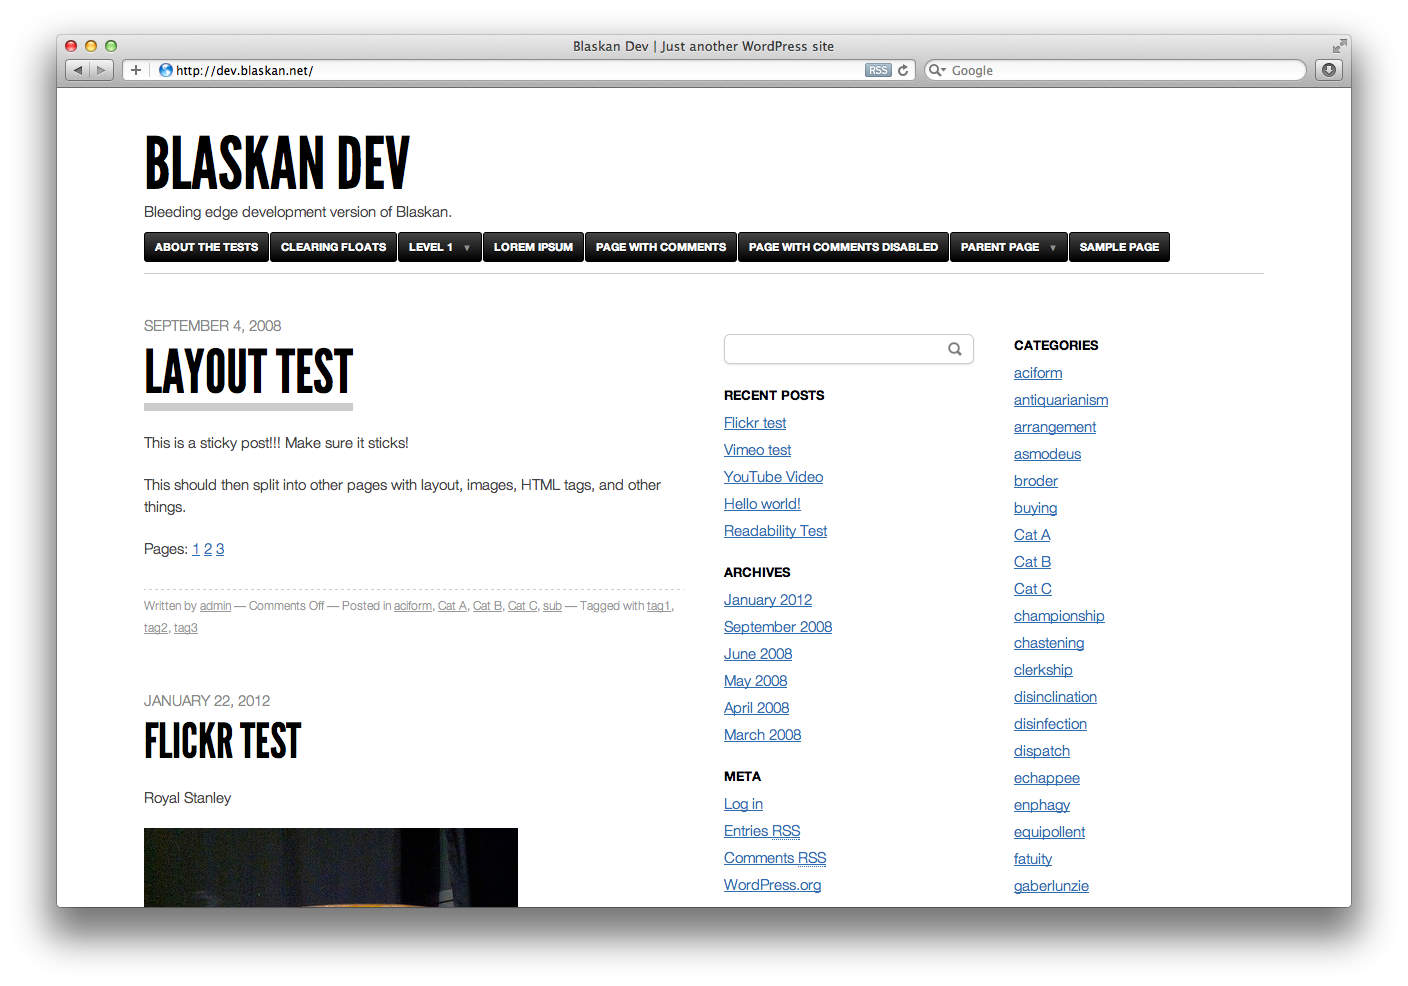 Blaskan Dev | Just another WordPress site
http://dev.blaskan.net/
RSS
Google
BLASKAN DEV
Bleeding edge development version of Blaskan.
ABOUT THE TESTS CLEARING FLOATS LEVEL 1 ▼ LOREM IPSUM PAGE WITH COMMENTS PAGE WITH COMMENTS DISABLED PARENT PAGE ▼ SAMPLE PAGE
SEPTEMBER 4, 2008
LAYOUT TEST
This is a sticky post!!! Make sure it sticks!
This should then split into other pages with layout, images, HTML tags, and other
things.
Pages: 1 2 3
Written by admin — Comments Off — Posted in aciform, Cat A, Cat B, Cat C, sub — Tagged with tag1,
tag2, tag3
JANUARY 22, 2012
FLICKR TEST
Royal Stanley
RECENT POSTS
Flickr test
Vimeo test
YouTube Video
Hello world!
Readability Test
ARCHIVES
January 2012
September 2008
June 2008
May 2008
April 2008
March 2008
META
Log in
Entries RSS
Comments RSS
WordPress.org
CATEGORIES
aciform
antiquarianism
arrangement
asmodeus
broder
buying
Cat A
Cat B
Cat C
championship
chastening
clerkship
disinclination
disinfection
dispatch
echappee
enphagy
equipollent
fatuity
gaberlunzie